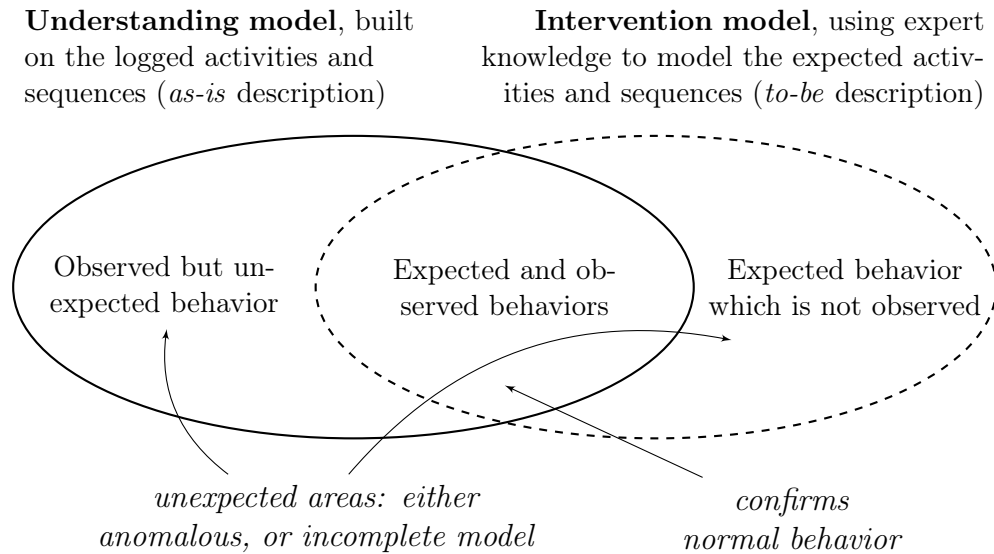 Understanding model, built
on the logged activities and
sequences (as-is description)
Intervention model, using expert
knowledge to model the expected activ-
ities and sequences (to-be description)
Observed but un-
expected behavior
Expected and ob-
served behaviors
Expected behavior
which is not observed
unexpected areas: either
anomalous, or incomplete model
confirms
normal behavior